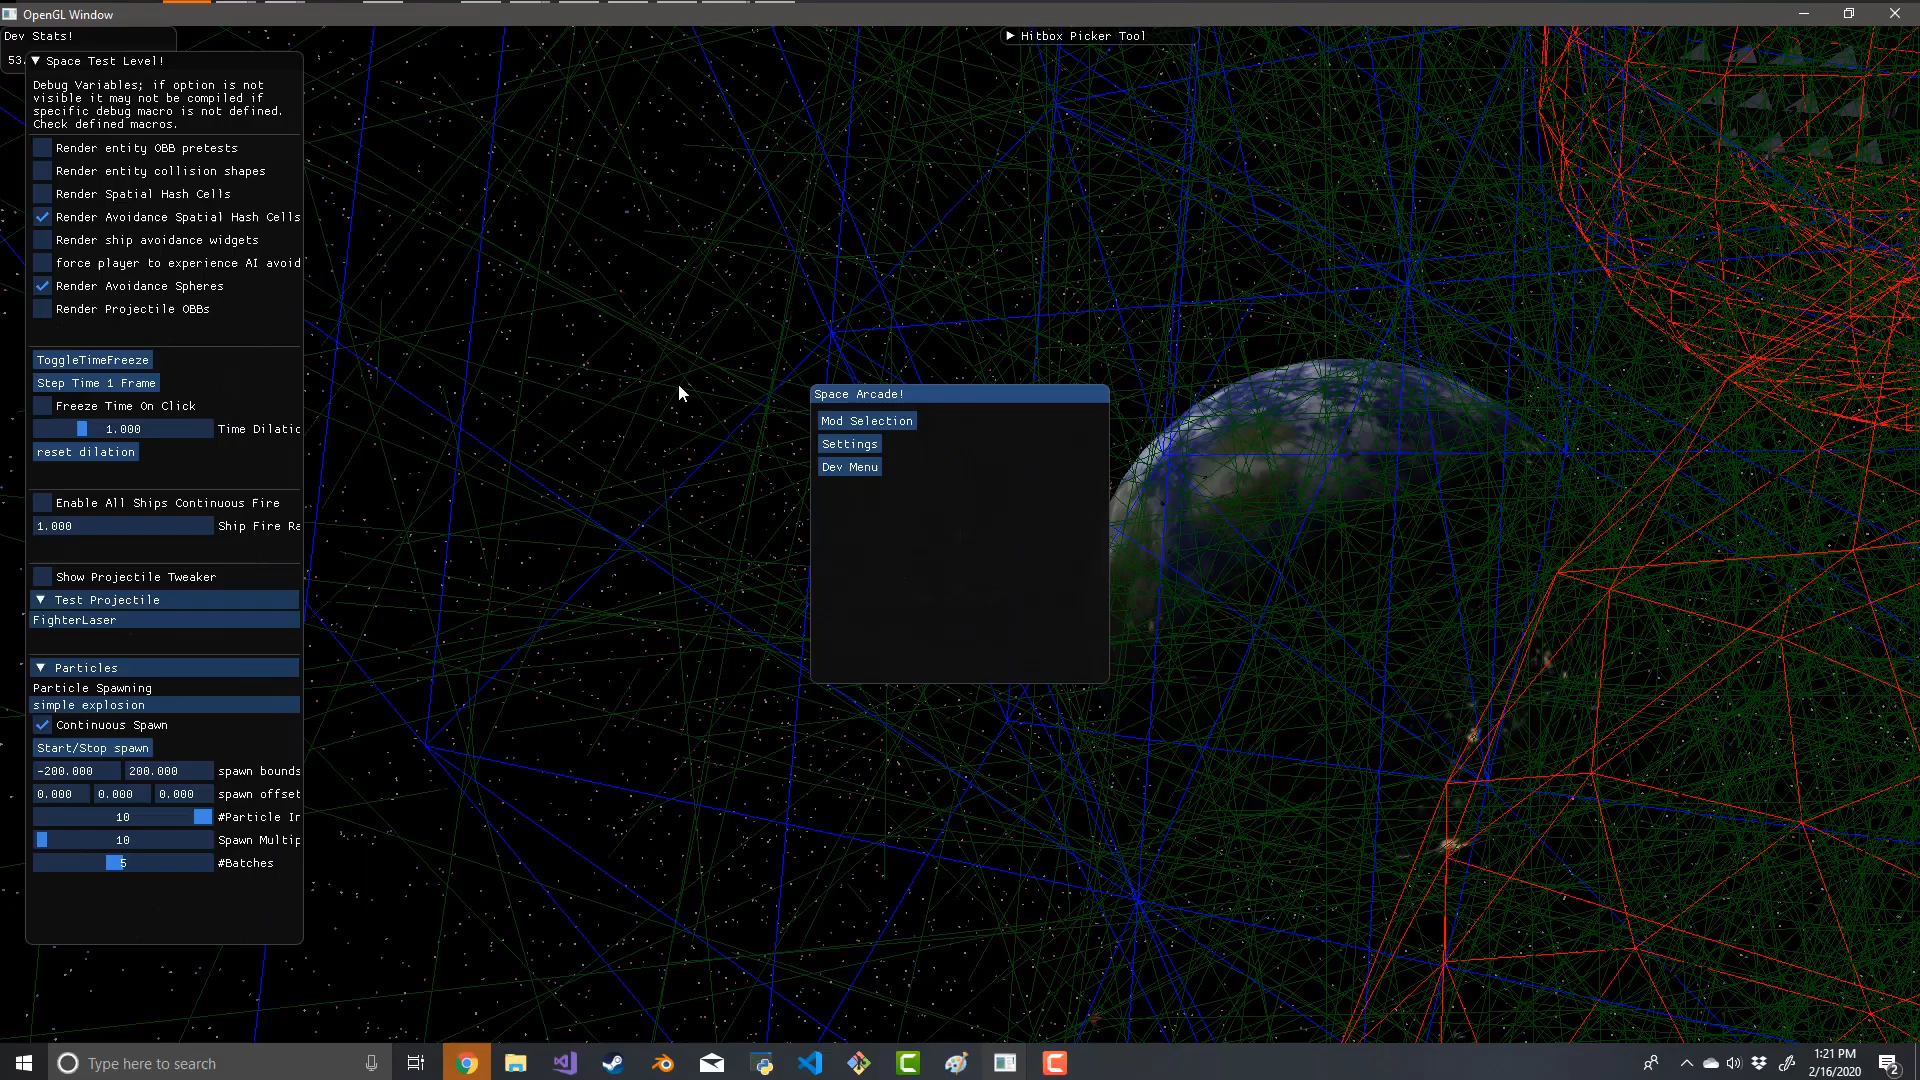 OpenGL Window
Dev Stats!
53.
▼ Space Test Level!
Debug Variables; if option is not
visible it may not be compiled if
specific debug macro is not defined.
Check defined macros.
Render entity OBB pretests
Render entity collision shapes
Render Spatial Hash Cells
Render Avoidance Spatial Hash Cells
Render ship avoidance widgets
force player to experience AI avoid
Render Avoidance Spheres
Render Projectile OBBs
ToggleTimeFreeze
Step Time 1 Frame
Freeze Time On Click
1.000 Time Dilatic
reset dilation
Enable All Ships Continuous Fire
1.000 Ship Fire Ra
Show Projectile Tweaker
▼ Test Projectile
FighterLaser
▼ Particles
Particle Spawning
simple explosion
Continuous Spawn
Start/Stop spawn
-200.000 200.000 spawn bounds
0.000 0.000 0.000 spawn offset
10 #Particle Ir
10 Spawn Multip
5 #Batches
▶ Hitbox Picker Tool
Space Arcade!
Mod Selection
Settings
Dev Menu
Type here to search
1:21 PM
2/16/2020
2